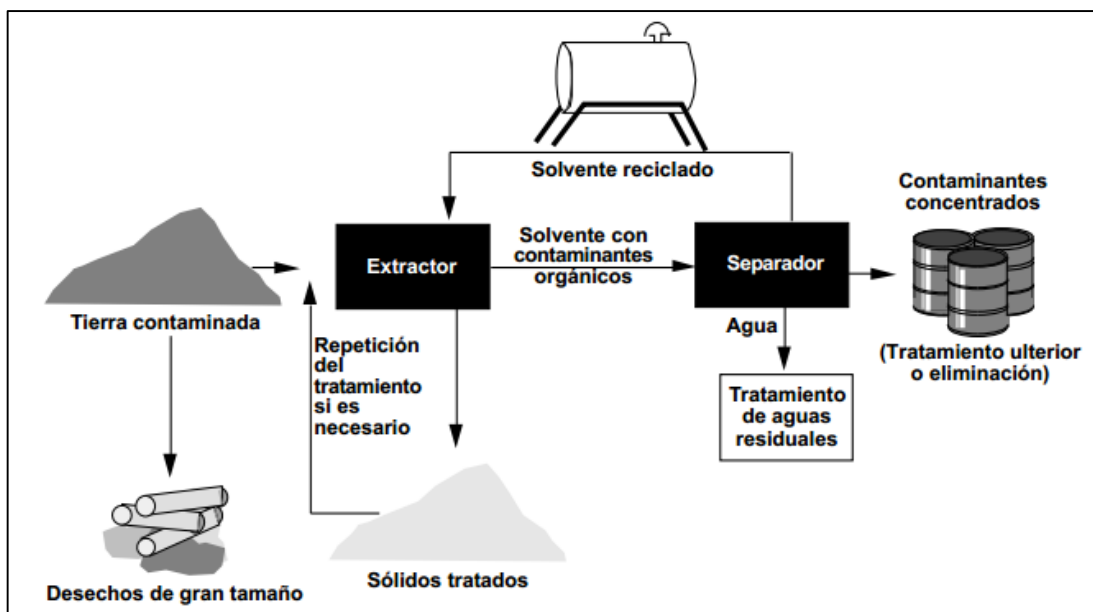 Solvente reciclado
Contaminantes
concentrados
Extractor
Solvente con
contaminantes
orgánicos
Separador
Tierra contaminada
Agua
(Tratamiento ulterior
o eliminación)
Repetición
del
tratamiento
si es
necesario
Tratamiento
de aguas
residuales
Desechos de gran tamaño
Sólidos tratados